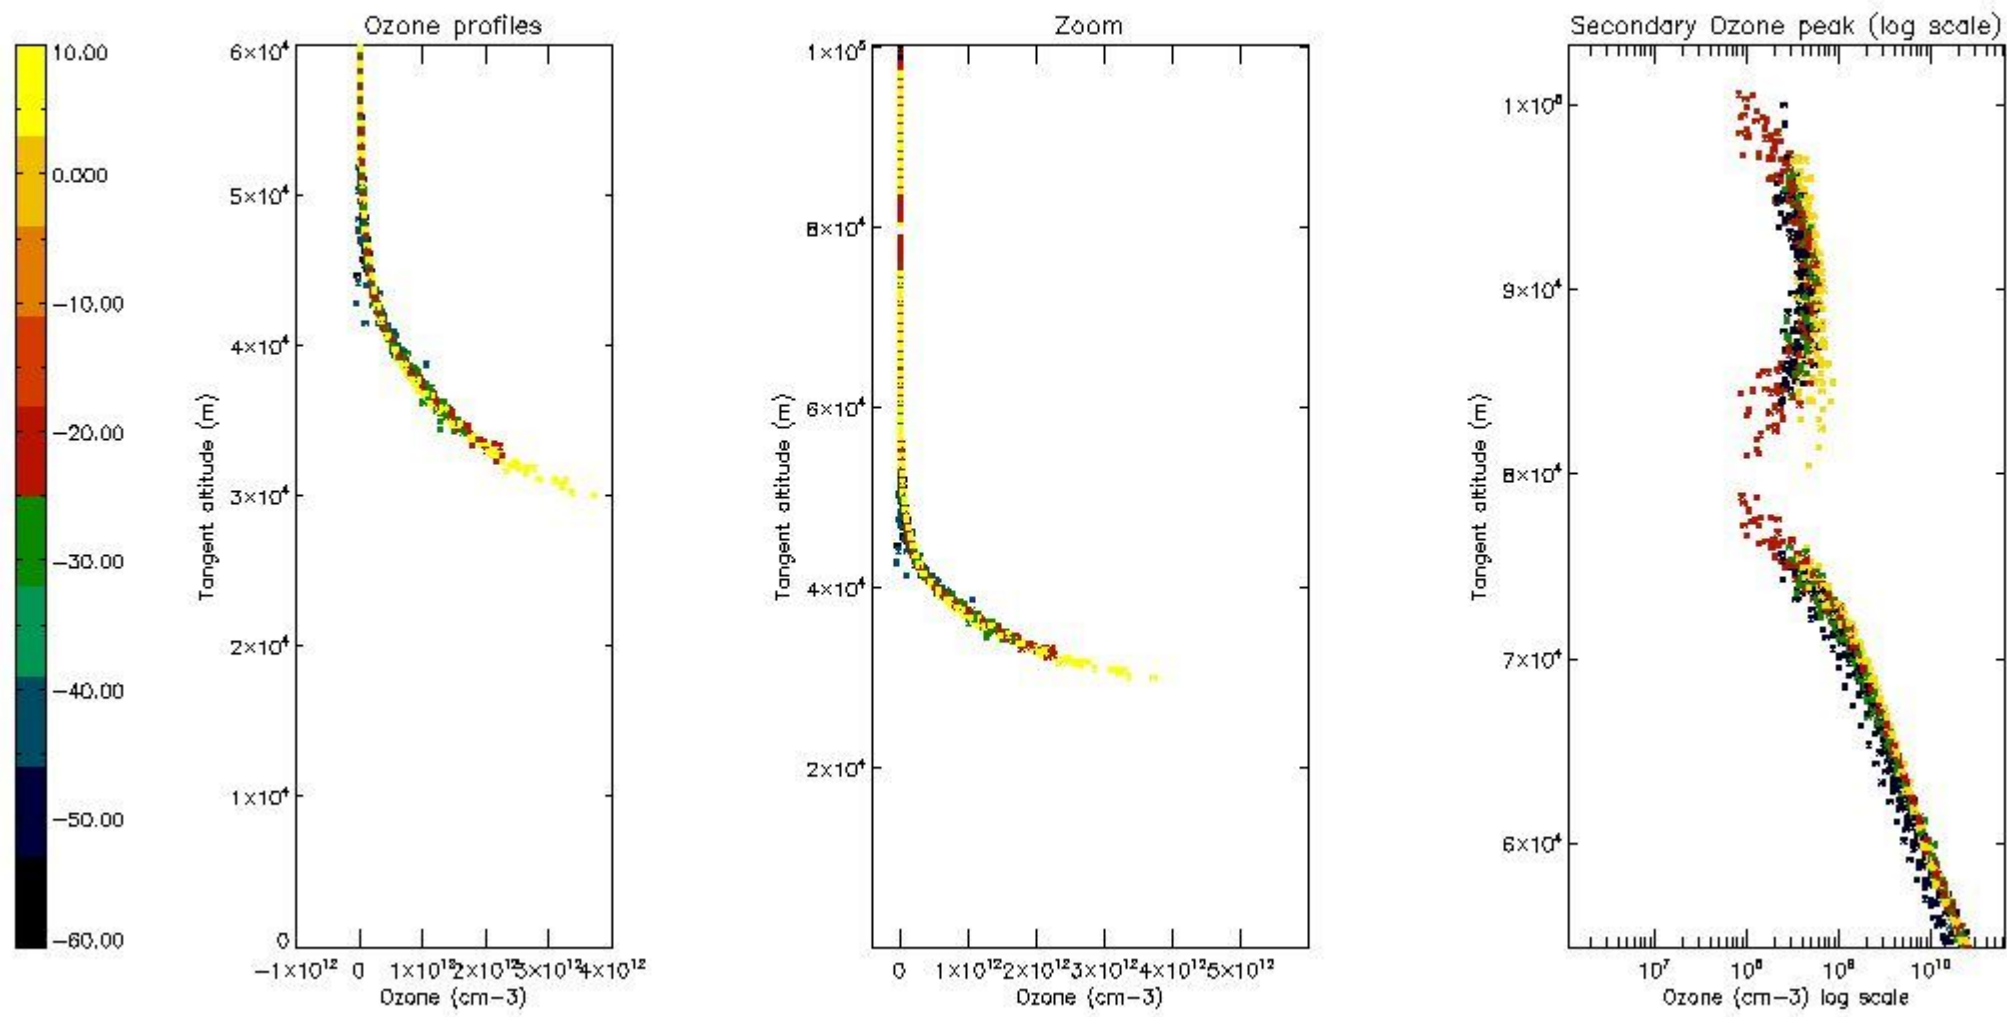 Ozone profiles
Zoom
Secondary Ozone peak (log scale)
10.00
0.000
−10.00
−20.00
−30.00
−40.00
−50.00
−60.00
6×10⁴
5×10⁴
4×10⁴
3×10⁴
2×10⁴
1×10⁴
0
Tangent altitude (m)
−1×10¹² 0 1×10¹² 2×10¹² 3×10¹² 4×10¹²
Ozone (cm−3)
1×10⁵
8×10⁴
6×10⁴
4×10⁴
2×10⁴
Tangent altitude (m)
0 1×10¹² 2×10¹² 3×10¹² 4×10¹² 5×10¹²
Ozone (cm−3)
1×10⁵
9×10⁴
8×10⁴
7×10⁴
6×10⁴
Tangent altitude (m)
10⁷ 10⁸ 10⁹ 10¹⁰
Ozone (cm−3) log scale